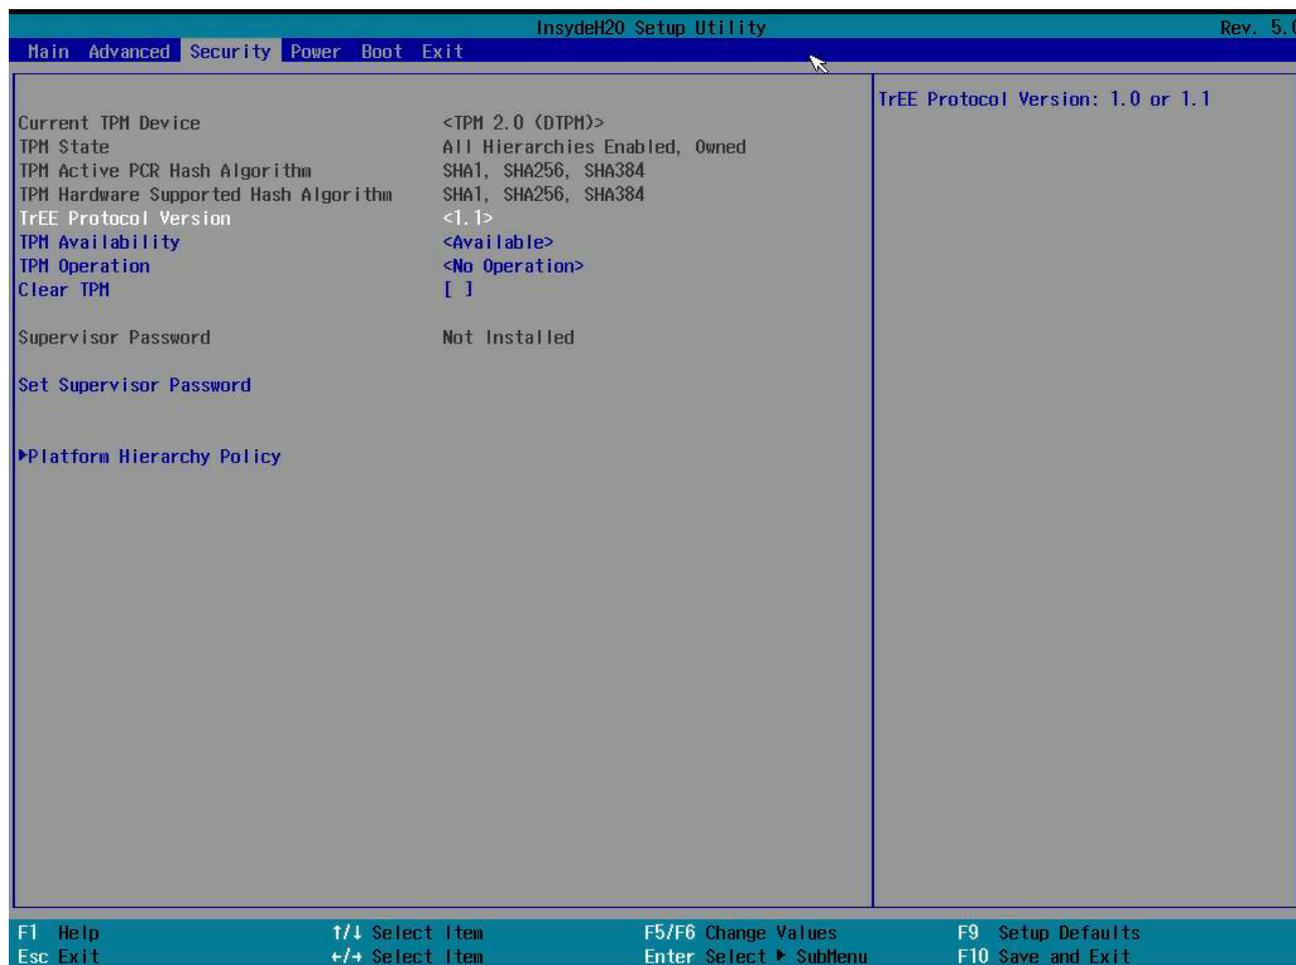 InsydeH2O Setup Utility Rev. 5.
Main Advanced Security Power Boot Exit
TrEE Protocol Version: 1.0 or 1.1
Current TPM Device <TPM 2.0 (DTPM)>
TPM State All Hierarchies Enabled, Owned
TPM Active PCR Hash Algorithm SHA1, SHA256, SHA384
TPM Hardware Supported Hash Algorithm SHA1, SHA256, SHA384
TrEE Protocol Version <1.1>
TPM Availability <Available>
TPM Operation <No Operation>
Clear TPM [ ]
Supervisor Password Not Installed
Set Supervisor Password
▶Platform Hierarchy Policy
F1 Help ↑/↓ Select Item F5/F6 Change Values F9 Setup Defaults
Esc Exit ←/→ Select Item Enter Select ▶ SubMenu F10 Save and Exit